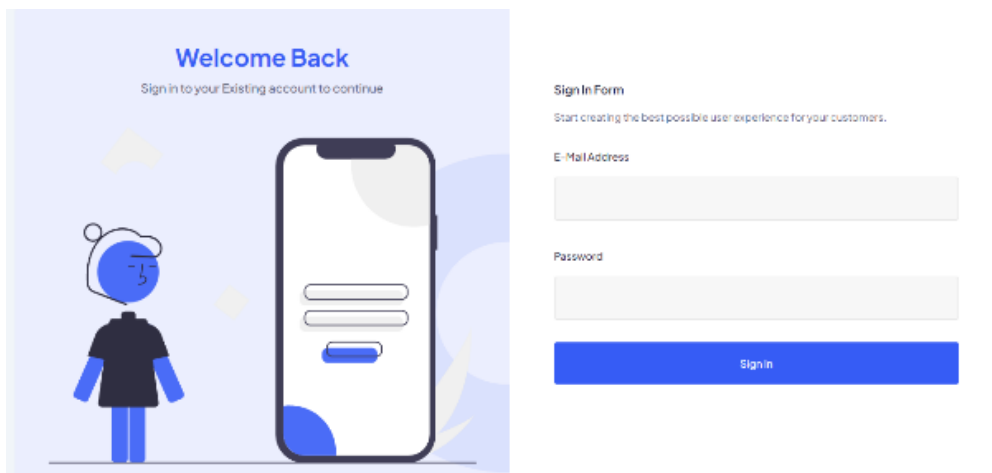 Welcome Back
Sign in to your Existing account to continue
Sign In Form
Start creating the best possible user experience for your customers.
E-Mail Address
Password
Sign In